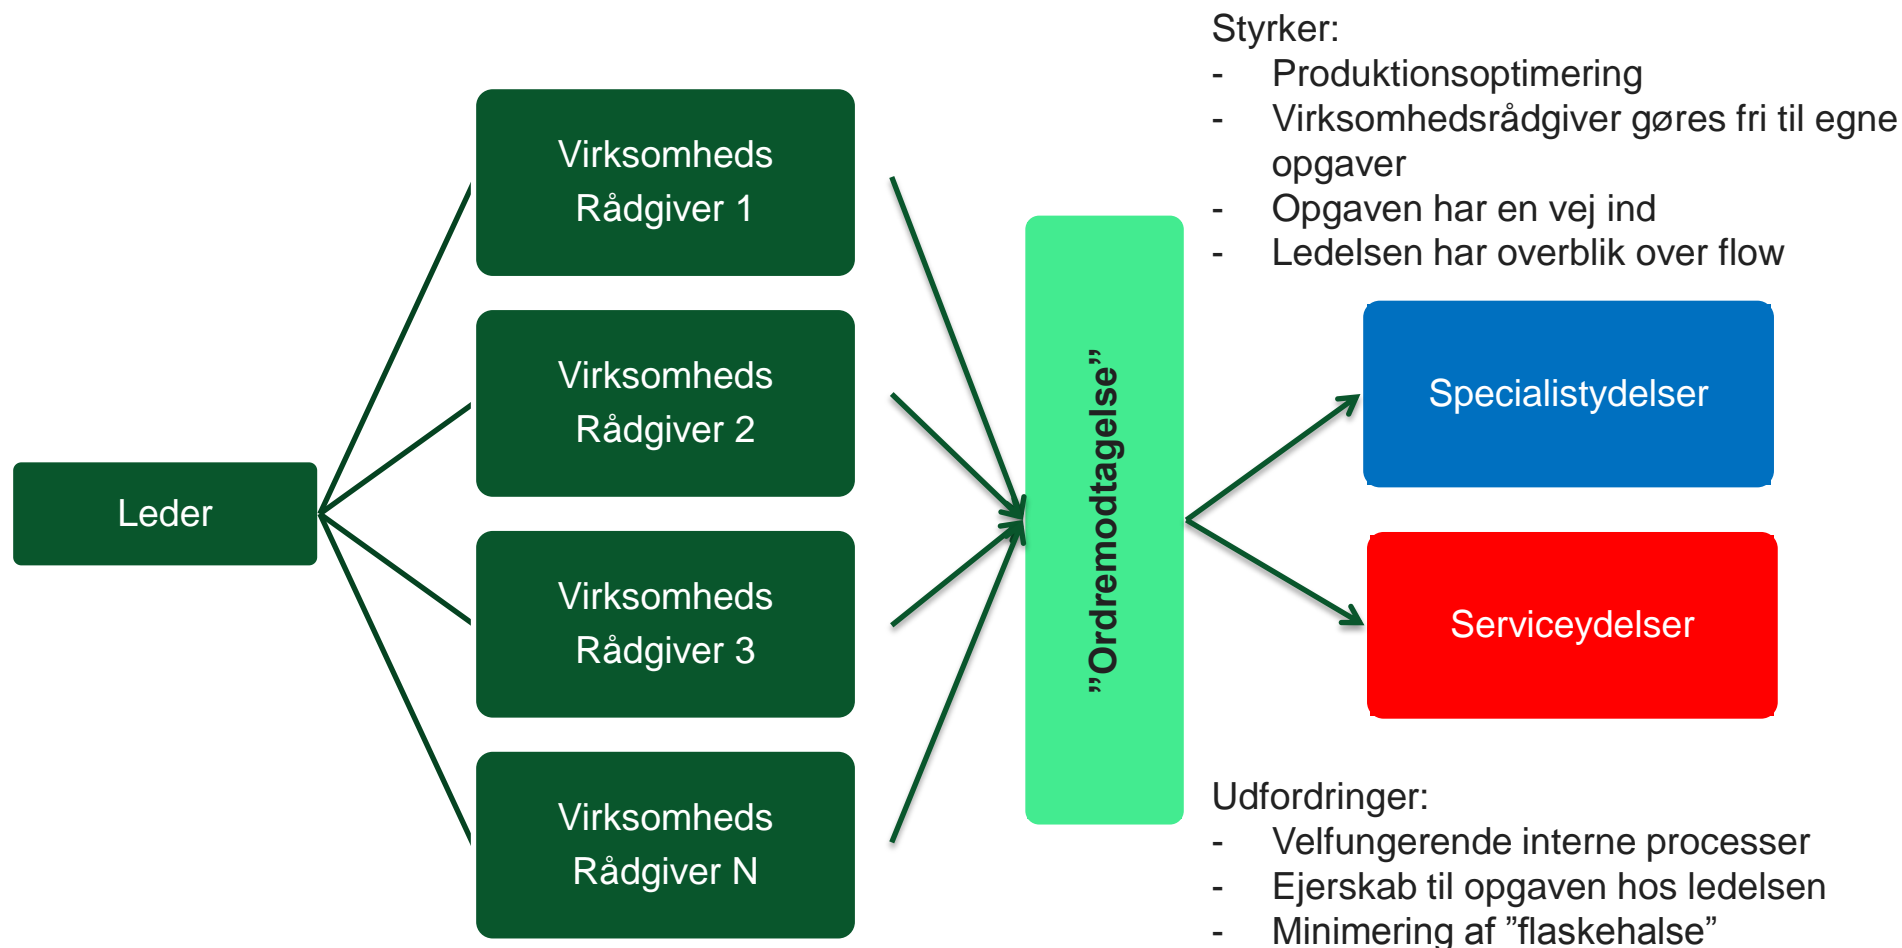 Leder
Virksomheds
Rådgiver 1
Virksomheds
Rådgiver 2
Virksomheds
Rådgiver 3
Virksomheds
Rådgiver N
”Ordremodtagelse”
Styrker:
- Produktionsoptimering
- Virksomhedsrådgiver gøres fri til egne
opgaver
- Opgaven har en vej ind
- Ledelsen har overblik over flow
Specialistydelser
Serviceydelser
Udfordringer:
- Velfungerende interne processer
- Ejerskab til opgaven hos ledelsen
- Minimering af ”flaskehalse”